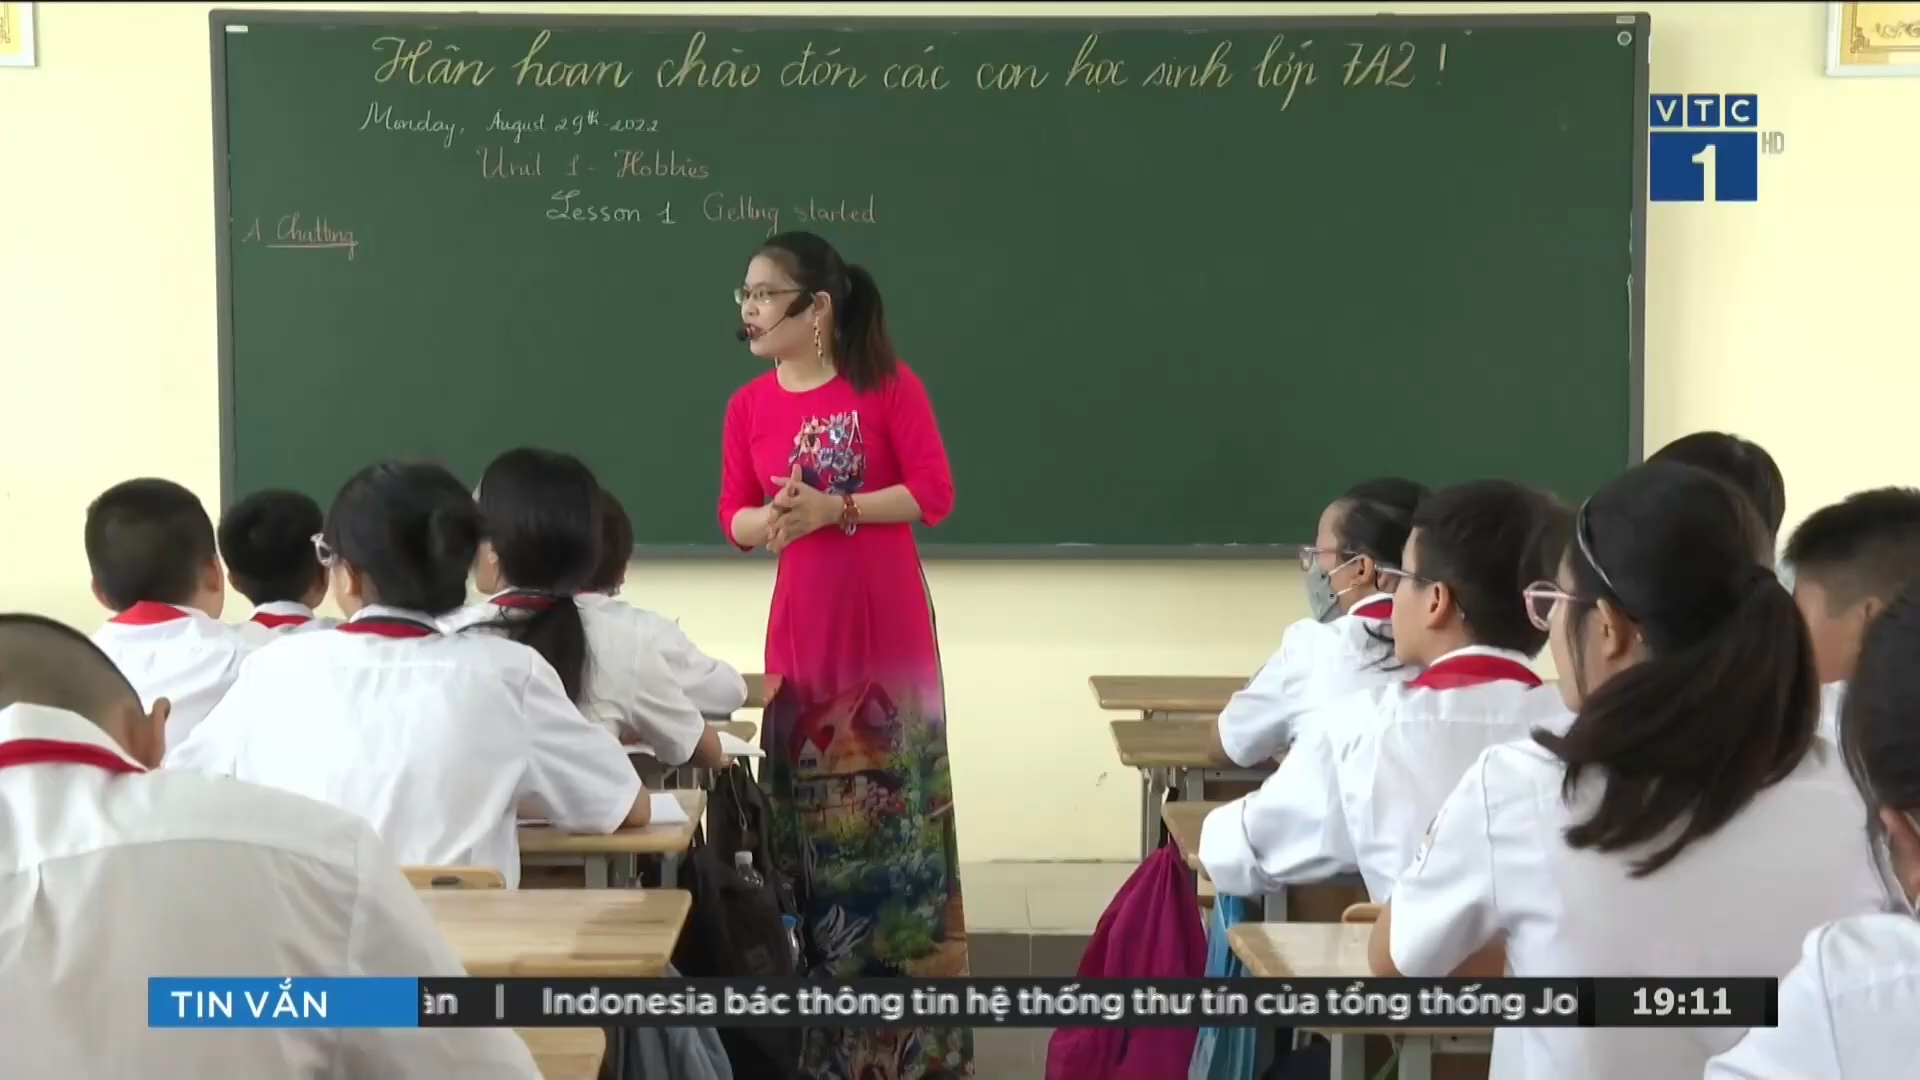 Hân hoan chào đón các con học sinh lớp 7A2 !
Monday, August 29th 2022
Unit 1 - Hobbies
Lesson 1 Getting started
A Chatting
VTC
1
HD
TIN VẮN
àn | Indonesia bác thông tin hệ thống thư tín của tổng thống Jo
19:11